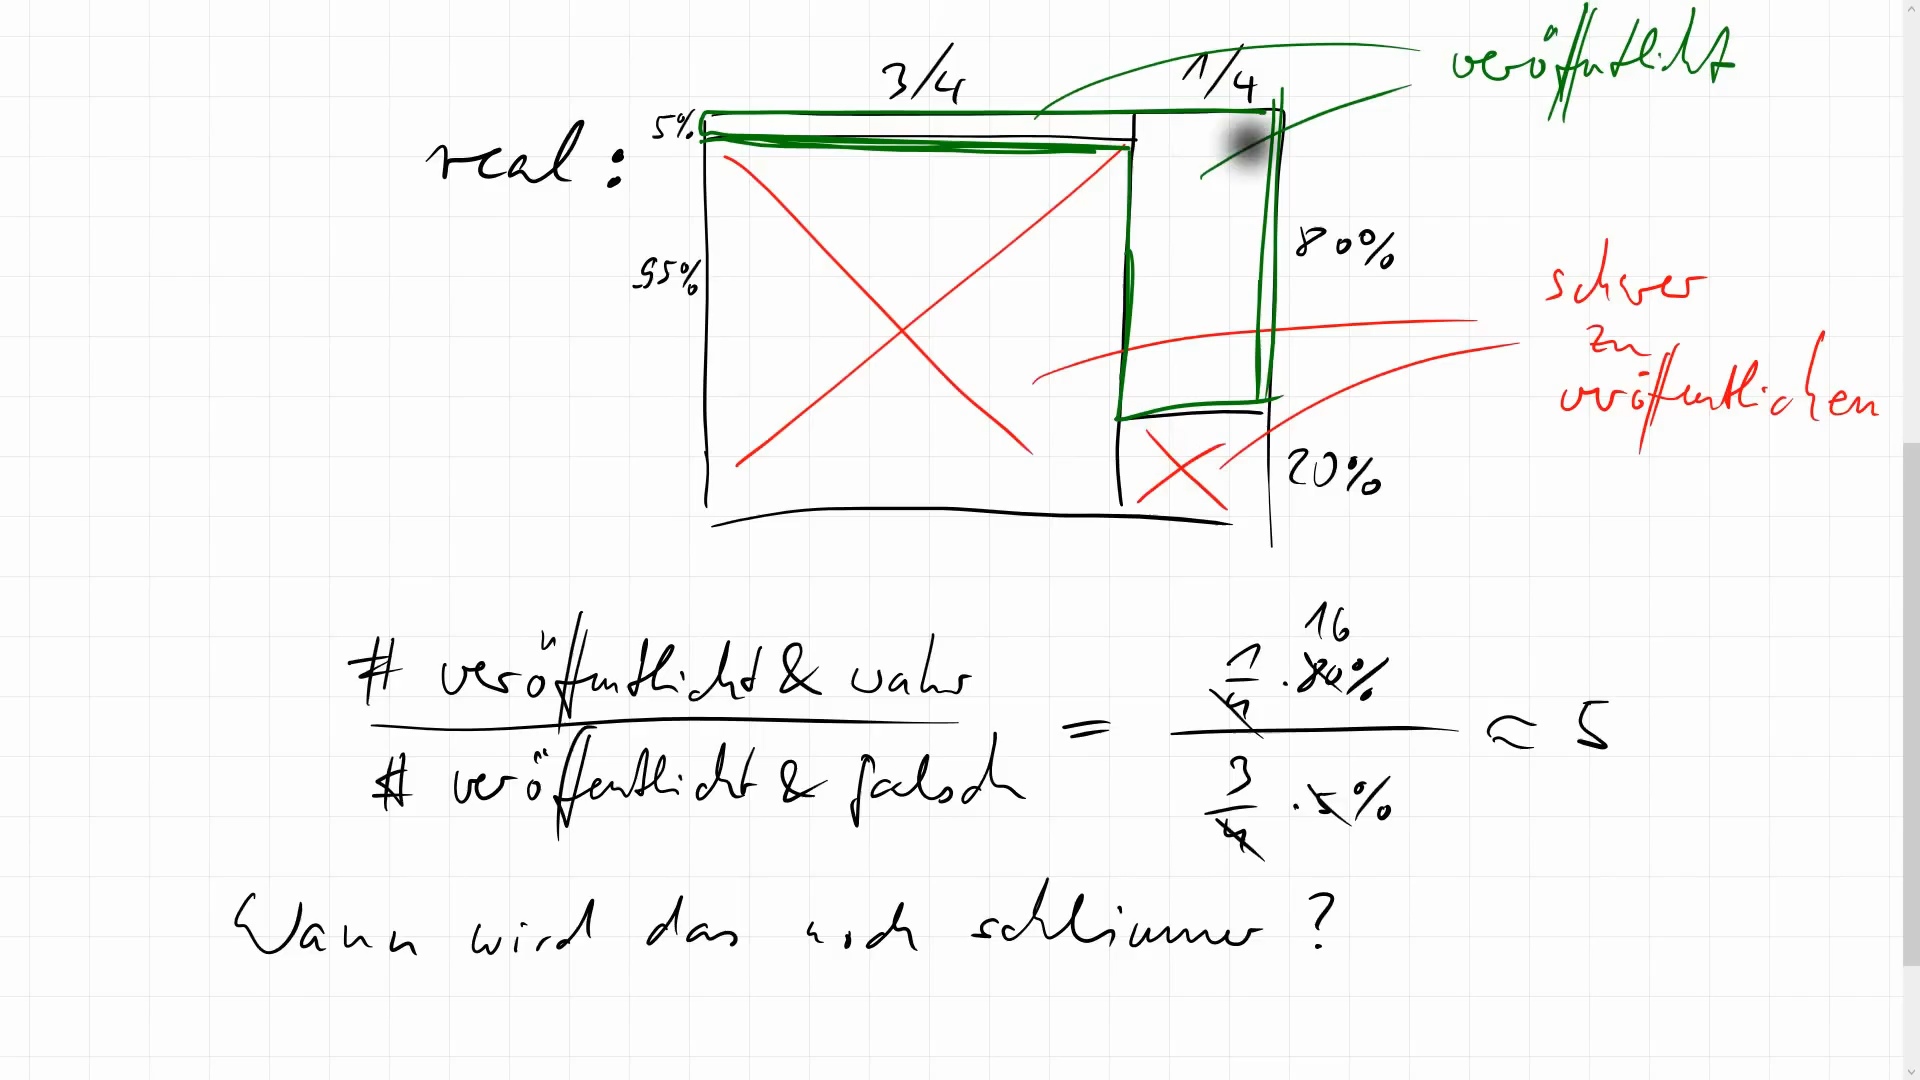 3/4 1/4 veröffentlicht
5%
real:
95% 80%
schwer
zu
veröffentlichen
20%
# veröffentlicht & wahr
# veröffentlicht & falsch
=
16
1/4 · 80%
3/4 · 5%
≈ 5
Wann wird das noch schlimmer?